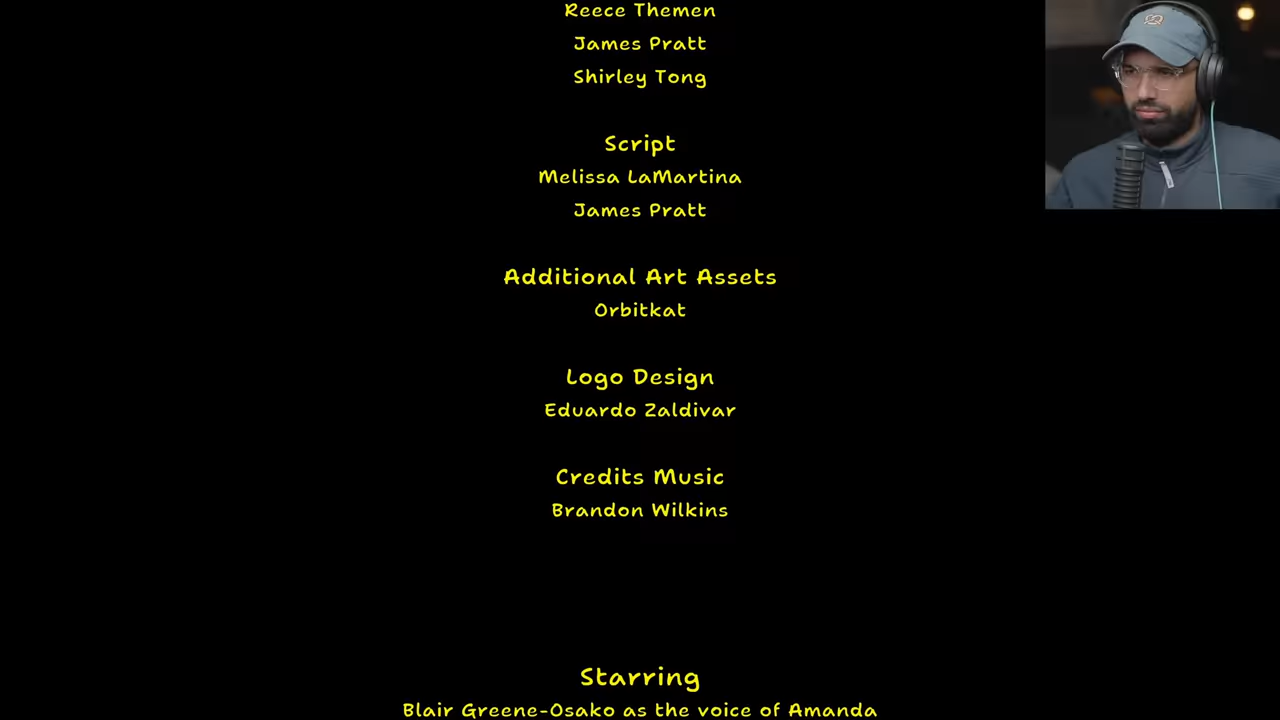 Reece Themen
James Pratt
Shirley Tong
Script
Melissa LaMartina
James Pratt
Additional Art Assets
Orbitkat
Logo Design
Eduardo Zaldivar
Credits Music
Brandon Wilkins
Starring
Blair Greene-Osako as the voice of Amanda